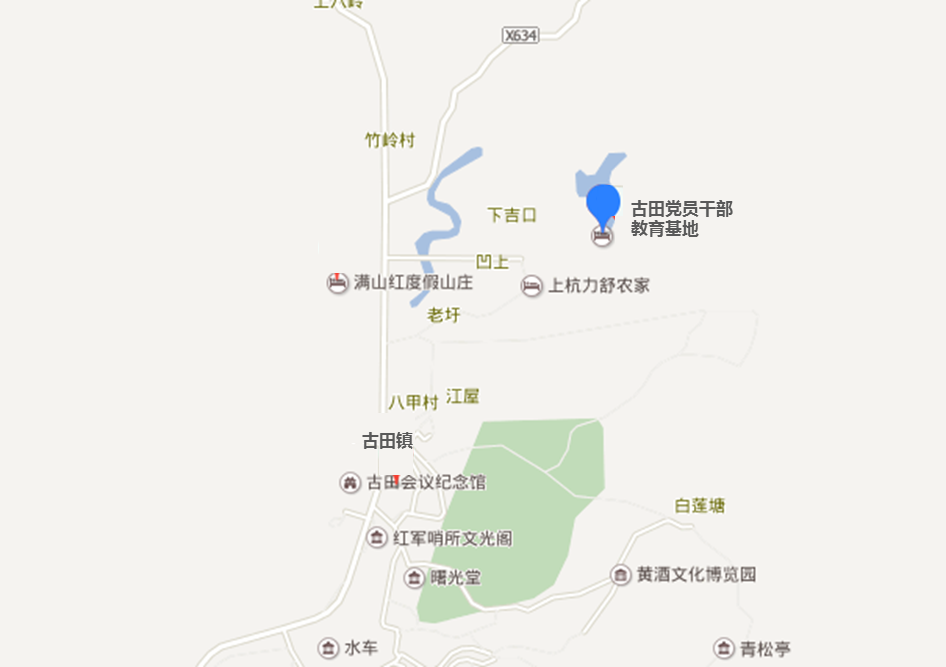 上八岭
X634
竹岭村
下吉口
古田党员干部
教育基地
凹上
满山红度假山庄
上杭力舒农家
老圩
八甲村
江屋
古田镇
古田会议纪念馆
白莲塘
红军哨所文光阁
曙光堂
黄酒文化博览园
水车
青松亭